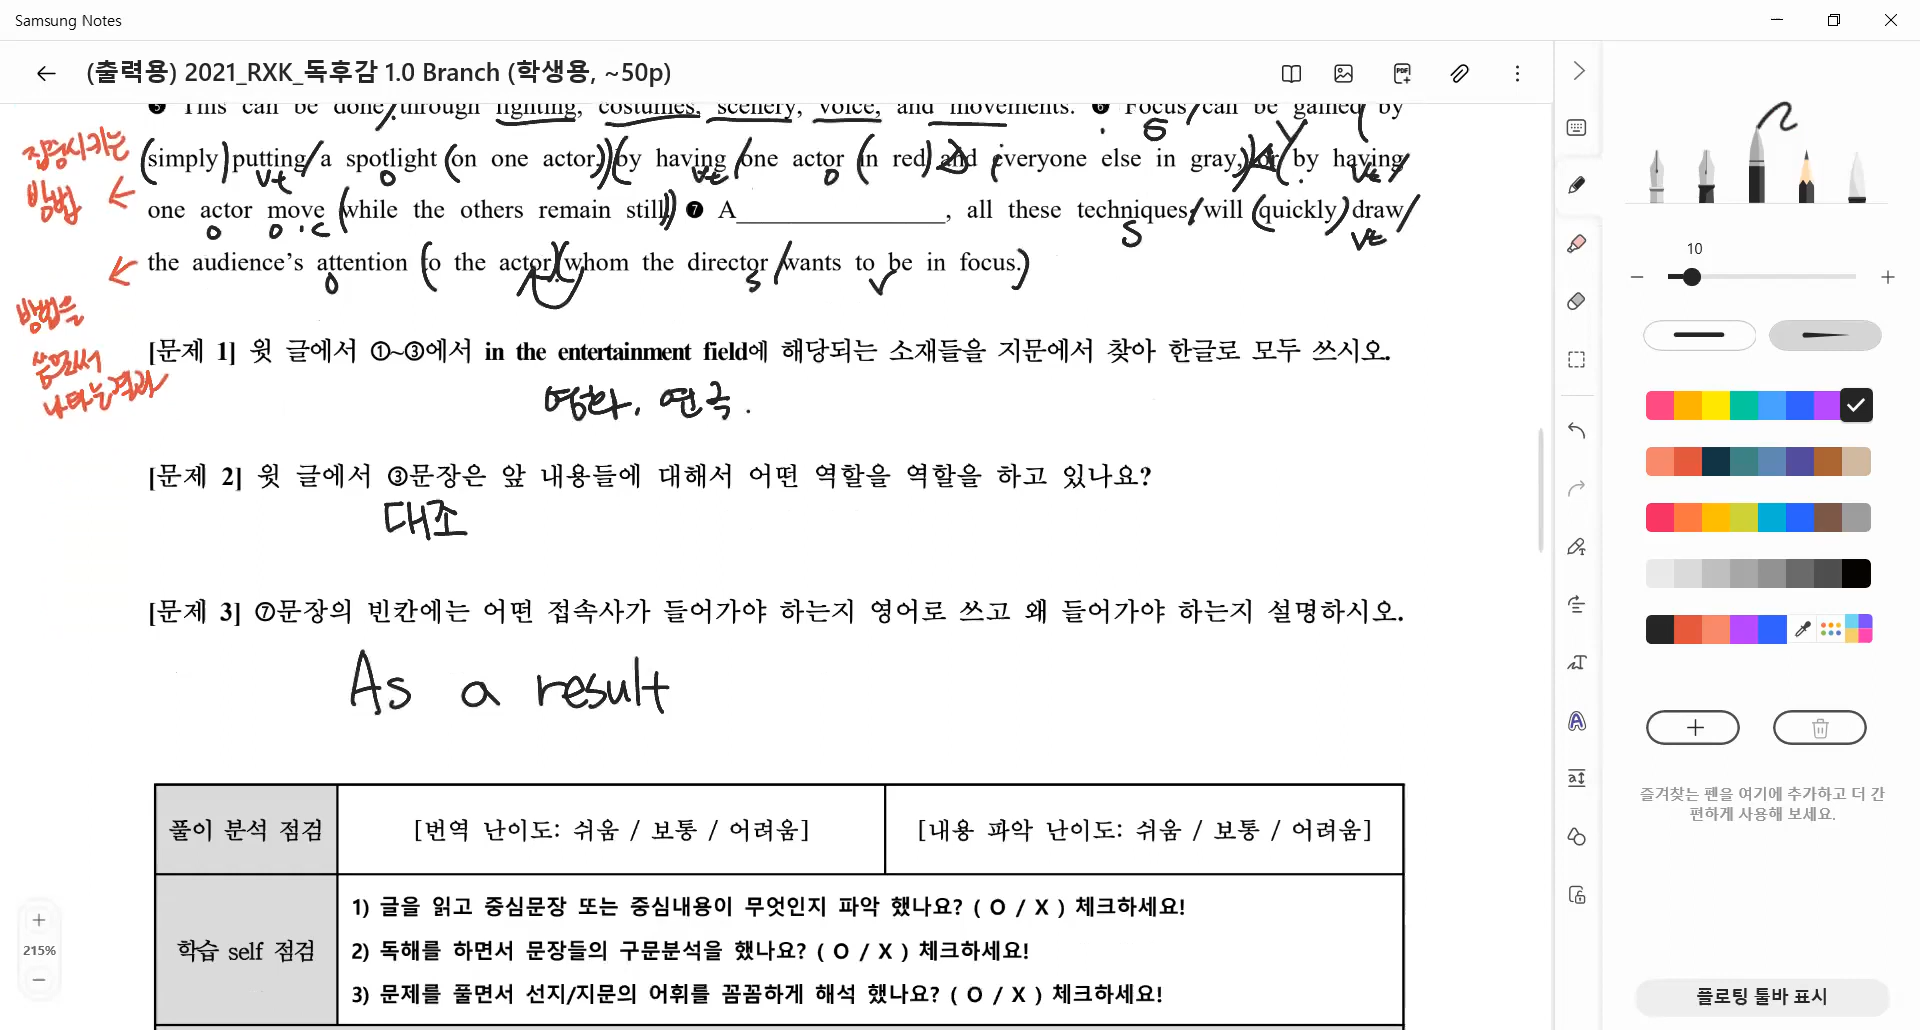 Samsung Notes
(출력용) 2021_RXK_독후감 1.0 Branch (학생용, ~50p)
❺ This can be done through lighting, costumes, scenery, voice, and movements. ❻ Focus can be gained by
simply putting a spotlight on one actor, by having one actor in red and everyone else in gray, or by having
one actor move while the others remain still. ❼ A_______________, all these techniques will quickly draw
the audience's attention to the actor whom the director wants to be in focus.
집중시키는
방법
방법을
씀으로써
나타나는 결과
Vt O Vt O Vt
S
O O.C S Vt
O S V
[문제 1] 윗 글에서 ①~③에서 in the entertainment field에 해당되는 소재들을 지문에서 찾아 한글로 모두 쓰시오.
영화, 연극.
[문제 2] 윗 글에서 ③문장은 앞 내용들에 대해서 어떤 역할을 역할을 하고 있나요?
대조
[문제 3] ⑦문장의 빈칸에는 어떤 접속사가 들어가야 하는지 영어로 쓰고 왜 들어가야 하는지 설명하시오.
As a result
풀이 분석 점검 [번역 난이도: 쉬움 / 보통 / 어려움] [내용 파악 난이도: 쉬움 / 보통 / 어려움]
학습 self 점검
1) 글을 읽고 중심문장 또는 중심내용이 무엇인지 파악 했나요? ( O / X ) 체크하세요!
2) 독해를 하면서 문장들의 구문분석을 했나요? ( O / X ) 체크하세요!
3) 문제를 풀면서 선지/지문의 어휘를 꼼꼼하게 해석 했나요? ( O / X ) 체크하세요!
215%
10
즐겨찾는 펜을 여기에 추가하고 더 간
편하게 사용해 보세요.
플로팅 툴바 표시